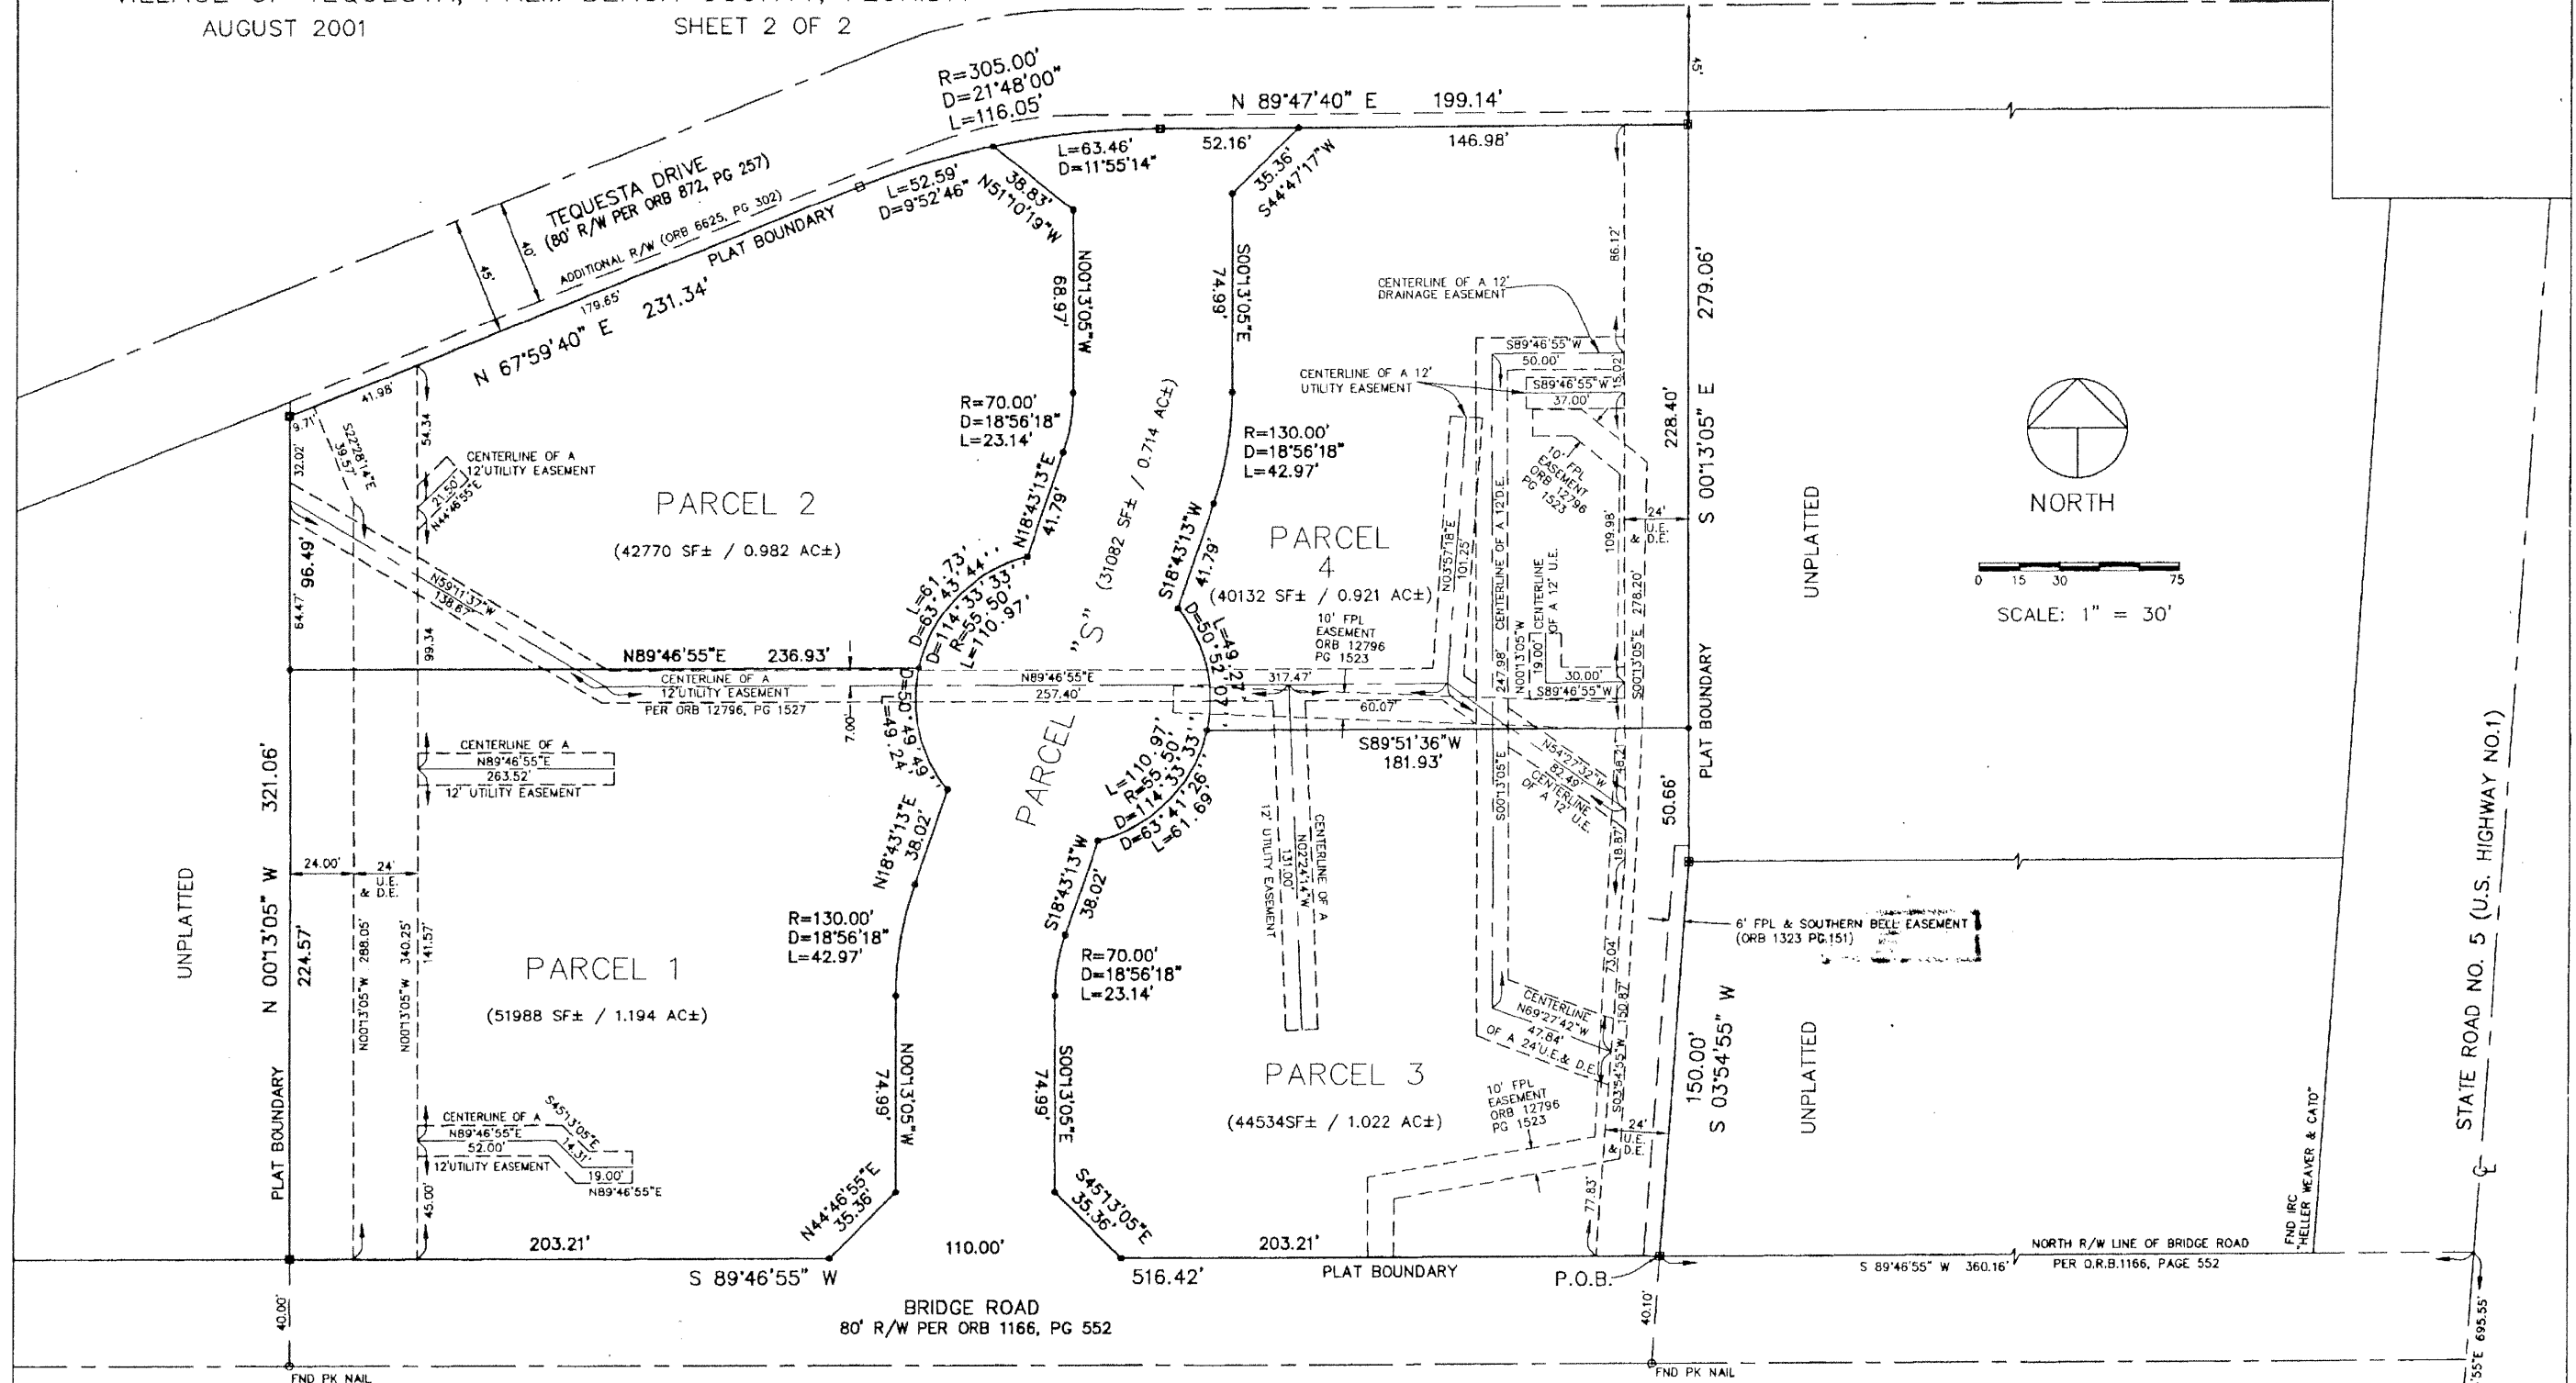 AUGUST 2001
SHEET 2 OF 2
R=305.00'
D=21°48'00"
L=116.05'
N 89°47'40" E 199.14'
45'
TEQUESTA DRIVE
(80' R/W PER ORB 872, PG 257)
ADDITIONAL R/W (ORB 6625, PG 302)
PLAT BOUNDARY
45'
40'
179.65'
N 67°59'40" E 231.34'
L=52.59'
D=9°52'46"
L=63.46'
D=11°55'14"
52.16'
146.98'
38.83'
N51°10'19"W
35.36'
S44°47'17"W
N00°13'05"W
68.97'
S00°13'05"E
74.99'
86.12'
279.06'
CENTERLINE OF A 12'
DRAINAGE EASEMENT
S89°46'55"W
50.00'
15.02'
CENTERLINE OF A 12'
UTILITY EASEMENT
S89°46'55"W
37.00'
228.40'
S 00°13'05" E
9.71'
41.98'
32.02'
S22°28'14"E
39.57'
54.34
CENTERLINE OF A
12'UTILITY EASEMENT
21.50'
N44°46'55"E
R=70.00'
D=18°56'18"
L=23.14'
R=130.00'
D=18°56'18"
L=42.97'
10' FPL
EASEMENT
ORB 12796
PG 1523
NORTH
0 15 30 75
SCALE: 1" = 30'
PARCEL 2
(42770 SF± / 0.982 AC±)
N18°43'13"E
41.79'
S18°43'13"W
41.79'
PARCEL
4
(40132 SF± / 0.921 AC±)
10' FPL
EASEMENT
ORB 12796
PG 1523
N03°57'18"E
101.25'
CENTERLINE OF A 12'D.E.
247.98'
N00°13'05"W
19.00'
CENTERLINE
OF A 12' U.E.
30.00'
S89°46'55"W
109.98'
S00°13'05"E 278.20'
24'
U.E.
& D.E.
UNPLATTED
PLAT BOUNDARY
96.49'
64.47'
N59°11'37"W
138.67'
99.34
L=61.73'
D=63°43'44''
D=114°33'33''
R=55.50'
L=110.97'
L=49.27'
D=50°52'07''
N89°46'55"E 236.93'
CENTERLINE OF A
12'UTILITY EASEMENT
PER ORB 12796, PG 1527
N89°46'55"E 317.47'
257.40'
60.07'
7.00'
D=50°49'49''
L=49.24'
PARCEL "S" (31082 SF± / 0.714 AC±)
S89°51'36"W
181.93'
N54°27'32"W
82.49'
CENTERLINE
OF A 12' U.E.
48.21'
18.87'
50.66'
CENTERLINE OF A
N89°46'55"E
263.52'
12' UTILITY EASEMENT
N 00°13'05" W 321.06'
L=110.97'
R=55.50'
D=114°33'33''
D=63°41'26''
L=61.69'
12' UTILITY EASEMENT
131.00'
N02°24'14"W
CENTERLINE OF A
S00°13'05"E
N18°43'13"E
38.02'
S18°43'13"W
38.02'
UNPLATTED
24.00'
24'
U.E.
& D.E.
N00°13'05"W 288.05'
N00°13'05"W 340.25'
141.57'
224.57'
R=130.00'
D=18°56'18"
L=42.97'
R=70.00'
D=18°56'18"
L=23.14'
6' FPL & SOUTHERN BELL EASEMENT
(ORB 1323 PG.151)
PARCEL 1
(51988 SF± / 1.194 AC±)
CENTERLINE
N69°27'42"W
47.84'
OF A 24'U.E.& D.E.
73.04'
S03°54'55"W 150.87'
150.00'
S 03°54'55" W
UNPLATTED
STATE ROAD NO. 5 (U.S. HIGHWAY NO.1)
PARCEL 3
(44534SF± / 1.022 AC±)
N00°13'05"W
74.99'
S00°13'05"E
74.99'
10' FPL
EASEMENT
ORB 12796
PG 1523
24'
U.E.
& D.E.
PLAT BOUNDARY
CENTERLINE OF A
N89°46'55"E
52.00'
12'UTILITY EASEMENT
S45°13'05"E
14.31'
19.00'
N89°46'55"E
45.00'
N44°46'55"E
35.36'
S45°13'05"E
35.36'
77.83'
FND IRC
"HELLER WEAVER & CATO"
203.21'
110.00'
203.21'
S 89°46'55" W
516.42'
PLAT BOUNDARY
P.O.B.
NORTH R/W LINE OF BRIDGE ROAD
S 89°46'55" W 360.16'
PER O.R.B.1166, PAGE 552
BRIDGE ROAD
80' R/W PER ORB 1166, PG 552
40.00'
40.10'
55"E 695.55'
FND PK NAIL
FND PK NAIL